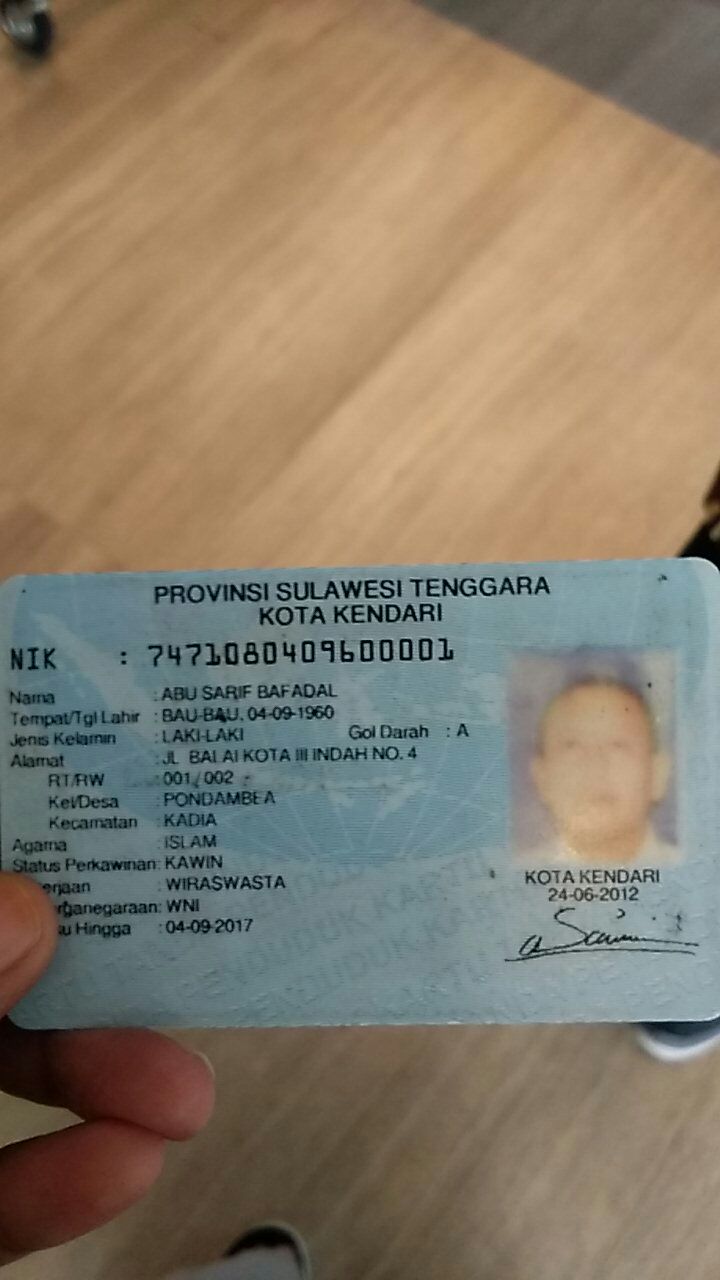 PROVINSI SULAWESI TENGGARA
KOTA KENDARI
NIK : 7471080409600001
Nama : ABU SARIF BAFADAL
Tempat/Tgl Lahir : BAU-BAU, 04-09-1960
Jenis Kelamin : LAKI-LAKI Gol Darah : A
Alamat : JL BALAI KOTA III INDAH NO. 4
RT/RW : 001/002
Kel/Desa : PONDAMBEA
Kecamatan : KADIA
Agama : ISLAM
Status Perkawinan: KAWIN
erjaan : WIRASWASTA
rganegaraan: WNI
u Hingga : 04-09-2017
KOTA KENDARI
24-06-2012